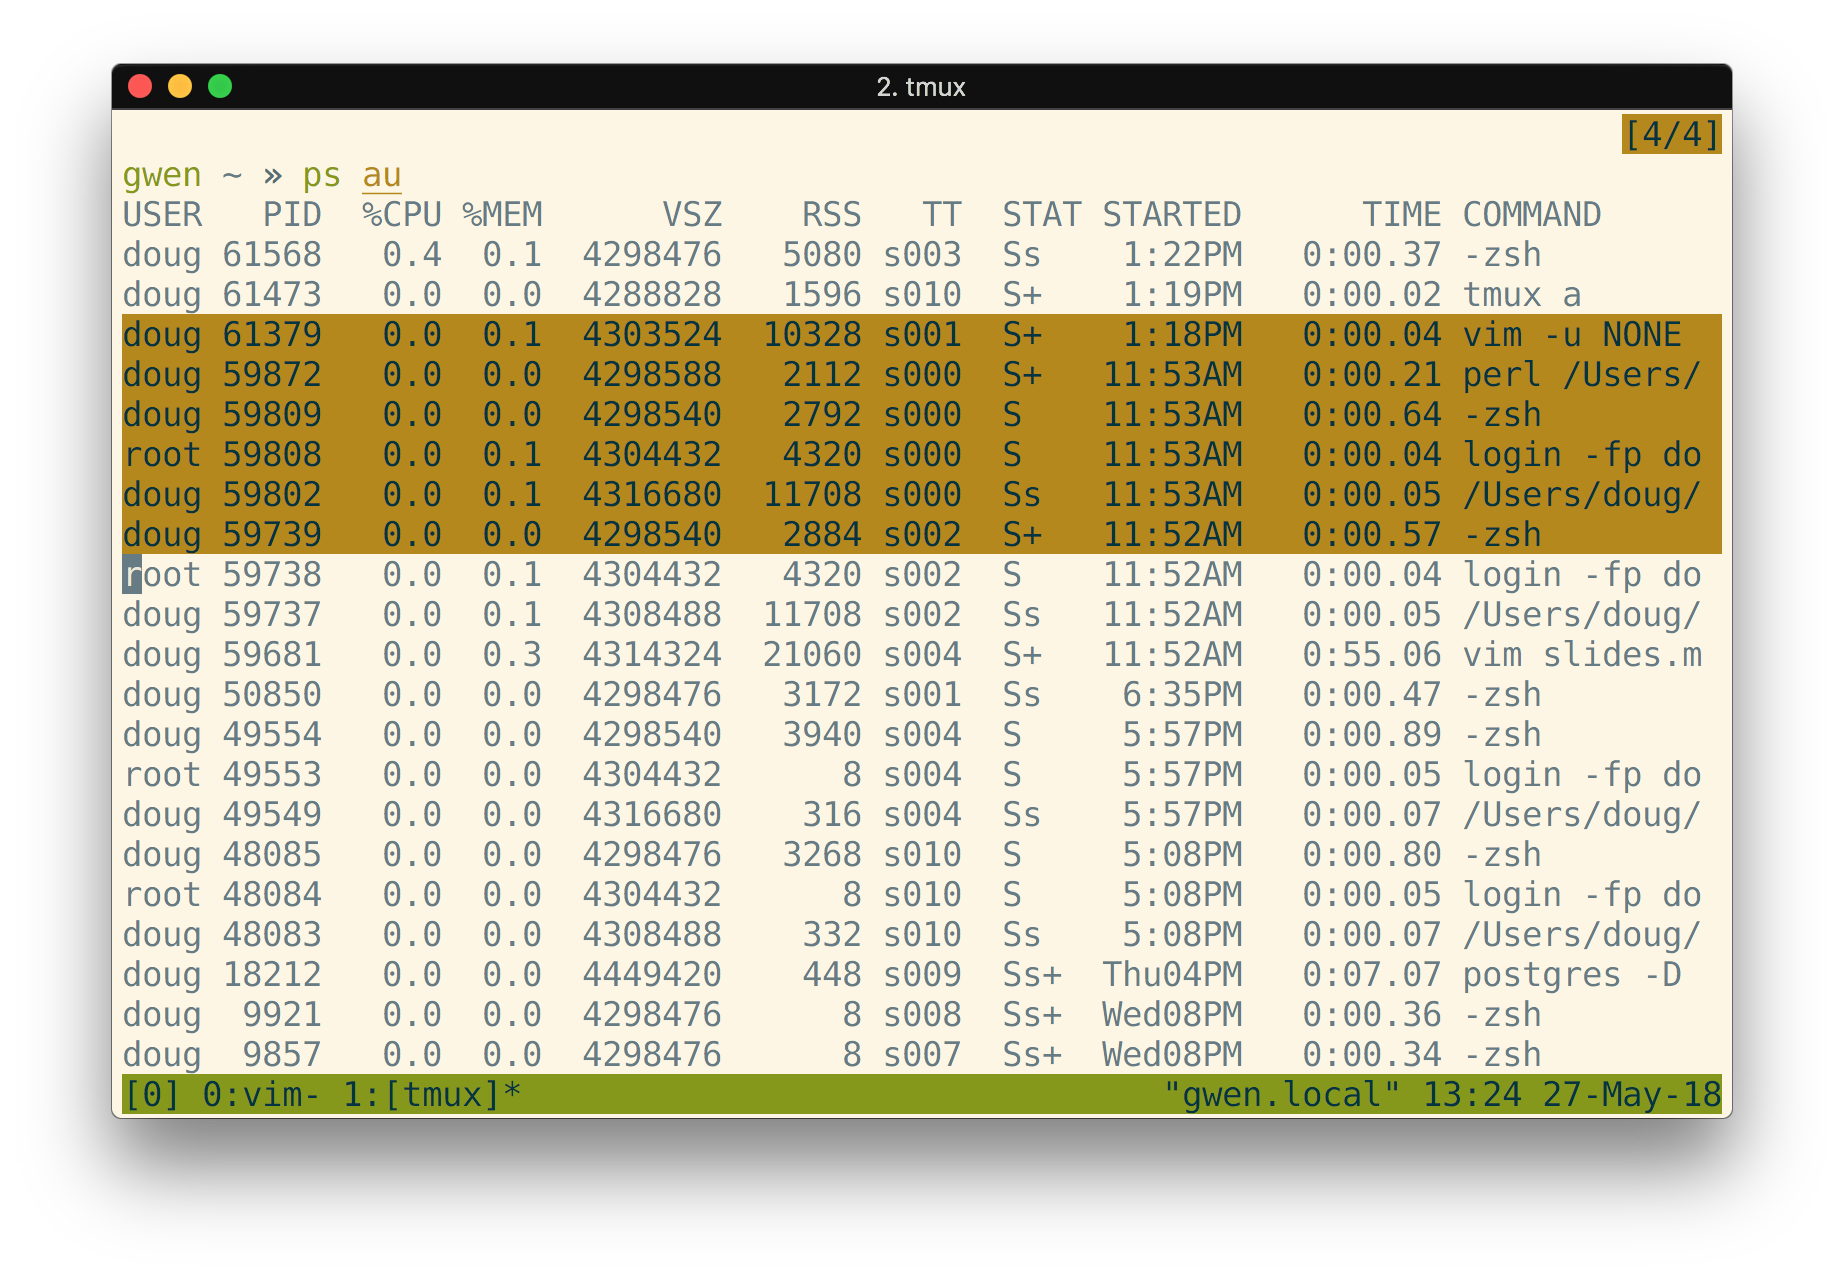 2. tmux
[4/4]
gwen ~ » ps au
USER   PID  %CPU %MEM      VSZ    RSS   TT  STAT STARTED      TIME COMMAND
doug 61568   0.4  0.1  4298476   5080 s003  Ss    1:22PM   0:00.37 -zsh
doug 61473   0.0  0.0  4288828   1596 s010  S+    1:19PM   0:00.02 tmux a
doug 61379   0.0  0.1  4303524  10328 s001  S+    1:18PM   0:00.04 vim -u NONE
doug 59872   0.0  0.0  4298588   2112 s000  S+   11:53AM   0:00.21 perl /Users/
doug 59809   0.0  0.0  4298540   2792 s000  S    11:53AM   0:00.64 -zsh
root 59808   0.0  0.1  4304432   4320 s000  S    11:53AM   0:00.04 login -fp do
doug 59802   0.0  0.1  4316680  11708 s000  Ss   11:53AM   0:00.05 /Users/doug/
doug 59739   0.0  0.0  4298540   2884 s002  S+   11:52AM   0:00.57 -zsh
root 59738   0.0  0.1  4304432   4320 s002  S    11:52AM   0:00.04 login -fp do
doug 59737   0.0  0.1  4308488  11708 s002  Ss   11:52AM   0:00.05 /Users/doug/
doug 59681   0.0  0.3  4314324  21060 s004  S+   11:52AM   0:55.06 vim slides.m
doug 50850   0.0  0.0  4298476   3172 s001  Ss    6:35PM   0:00.47 -zsh
doug 49554   0.0  0.0  4298540   3940 s004  S     5:57PM   0:00.89 -zsh
root 49553   0.0  0.0  4304432      8 s004  S     5:57PM   0:00.05 login -fp do
doug 49549   0.0  0.0  4316680    316 s004  Ss    5:57PM   0:00.07 /Users/doug/
doug 48085   0.0  0.0  4298476   3268 s010  S     5:08PM   0:00.80 -zsh
root 48084   0.0  0.0  4304432      8 s010  S     5:08PM   0:00.05 login -fp do
doug 48083   0.0  0.0  4308488    332 s010  Ss    5:08PM   0:00.07 /Users/doug/
doug 18212   0.0  0.0  4449420    448 s009  Ss+  Thu04PM   0:07.07 postgres -D
doug  9921   0.0  0.0  4298476      8 s008  Ss+  Wed08PM   0:00.36 -zsh
doug  9857   0.0  0.0  4298476      8 s007  Ss+  Wed08PM   0:00.34 -zsh
[0] 0:vim- 1:[tmux]* "gwen.local" 13:24 27-May-18